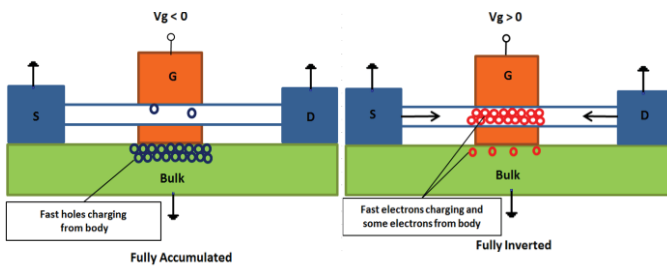 Vg < 0
G
S
D
Bulk
Fast holes charging
from body
Fully Accumulated
Vg > 0
G
S
D
Bulk
Fast electrons charging and
some electrons from body
Fully Inverted